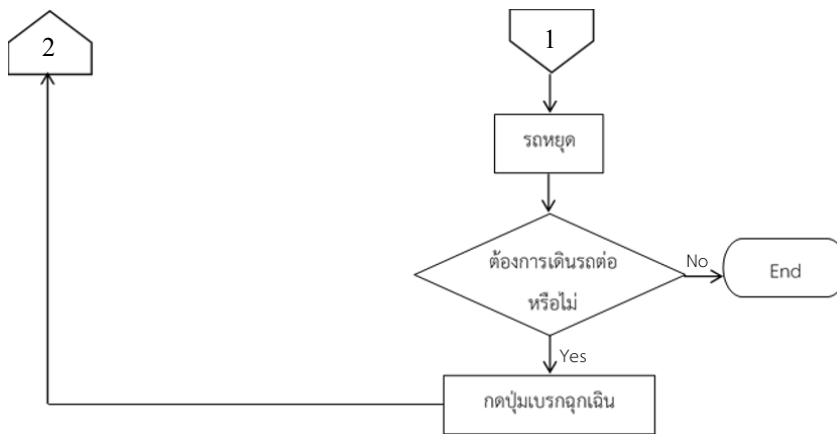 2
1
รถหยุด
ต้องการเดินรถต่อ
หรือไม่
No
End
Yes
กดปุ่มเบรกฉุกเฉิน